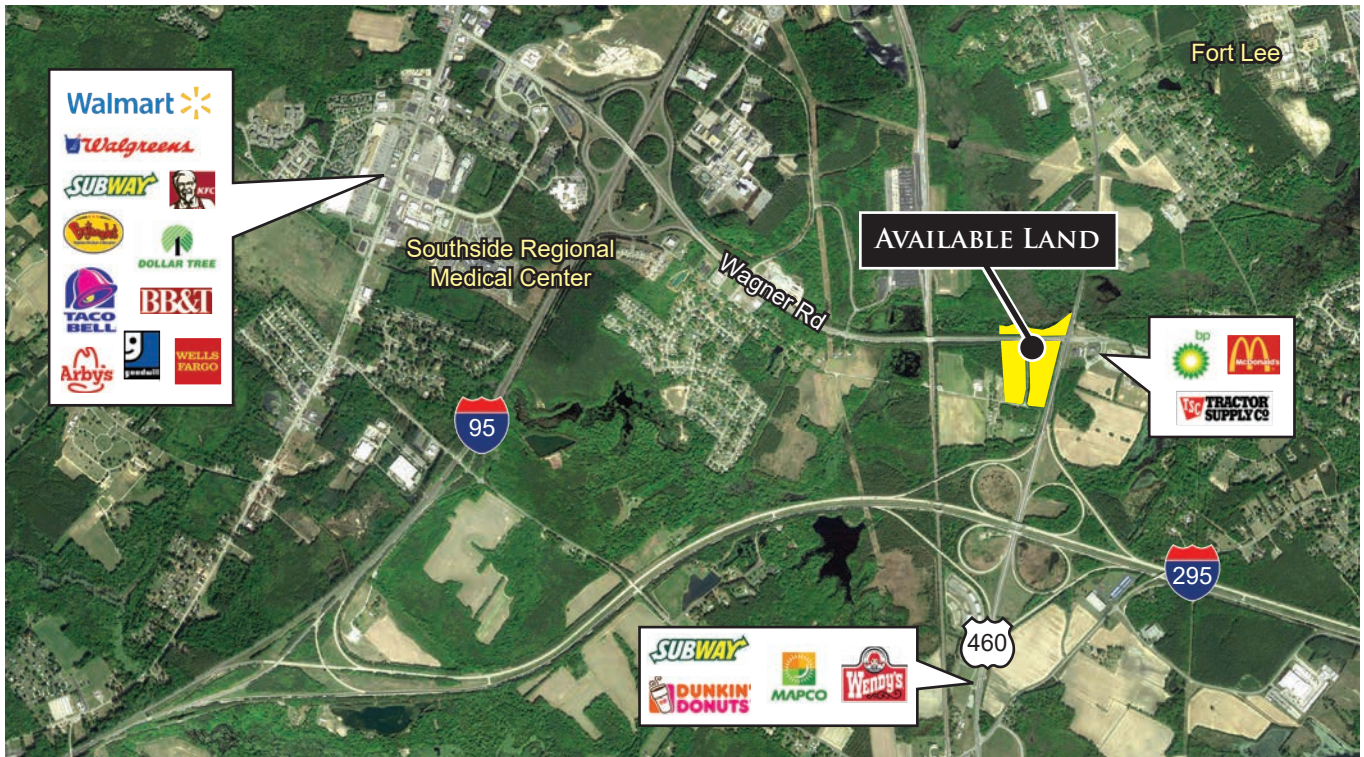 Fort Lee
Walmart
Walgreens
SUBWAY
KFC
Bojangles'
DOLLAR TREE
TACO
BELL
BB&T
Arby's
goodwill
WELLS
FARGO
Southside Regional
Medical Center
Wagner Rd
AVAILABLE LAND
bp
McDonald's
TSC TRACTOR
SUPPLY CO
95
295
460
SUBWAY
DUNKIN'
DONUTS
MAPCO
WENDY'S